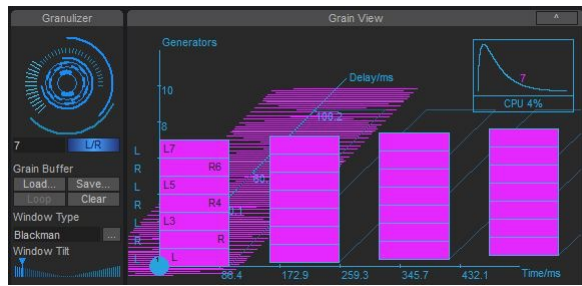 Granulizer
Grain View
^
Generators
Delay/ms
7
CPU 4%
10
8
100.2
7
L/R
L
L7
R
R6
Grain Buffer
Load...
Save...
Loop
Clear
L
L5
R
R4
Window Type
L
L3
Blackman
...
R
R
Window Tilt
L
L
86.4
172.9
259.3
345.7
432.1
Time/ms